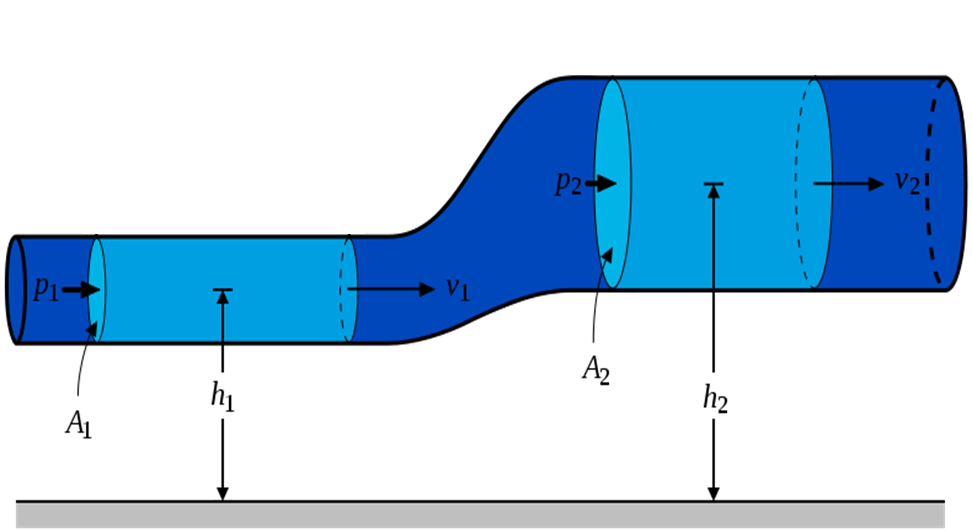 p₂
v₂
p₁
v₁
A₂
h₁
h₂
A₁